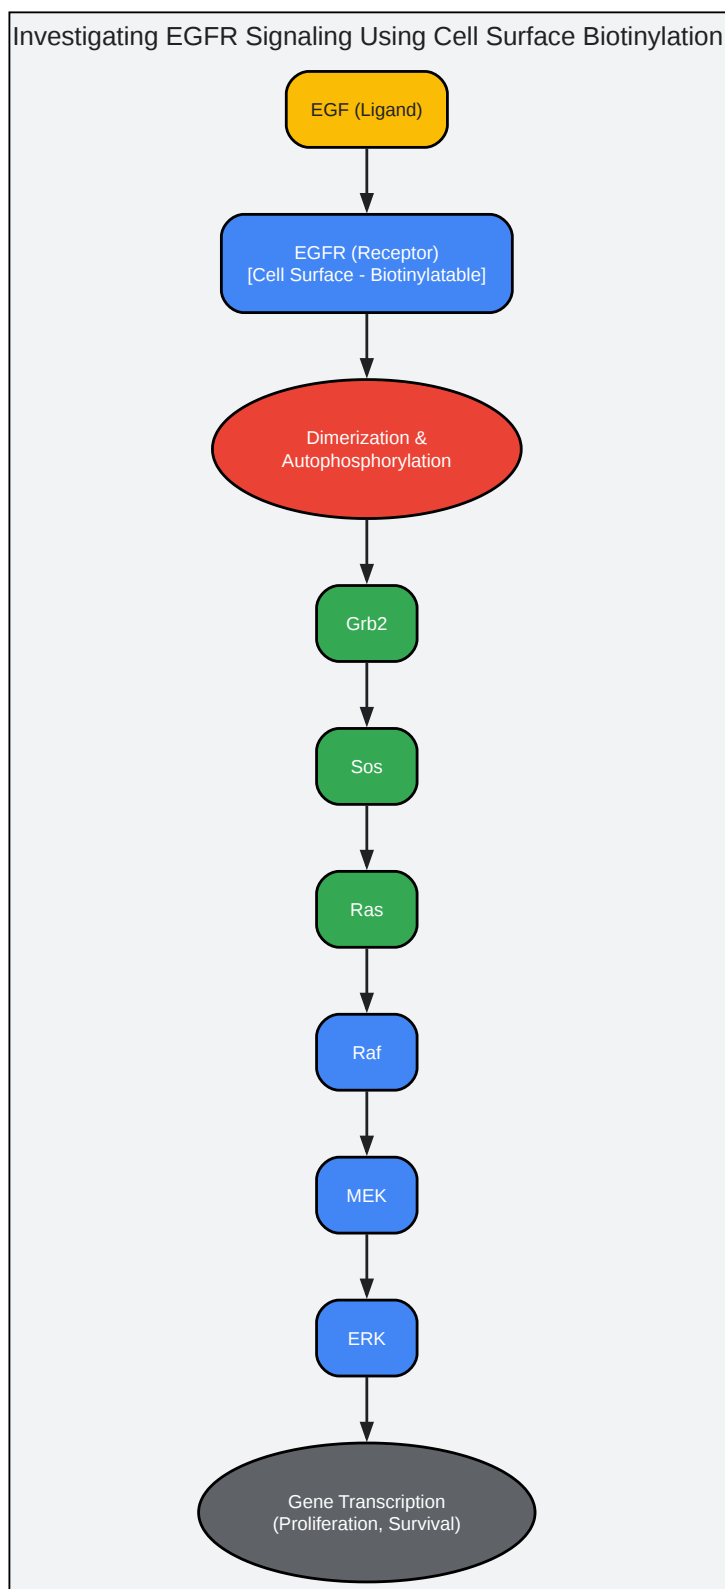 Investigating EGFR Signaling Using Cell Surface Biotinylation
EGF (Ligand)
EGFR (Receptor)
[Cell Surface - Biotinylatable]
Dimerization &
Autophosphorylation
Grb2
Sos
Ras
Raf
MEK
ERK
Gene Transcription
(Proliferation, Survival)